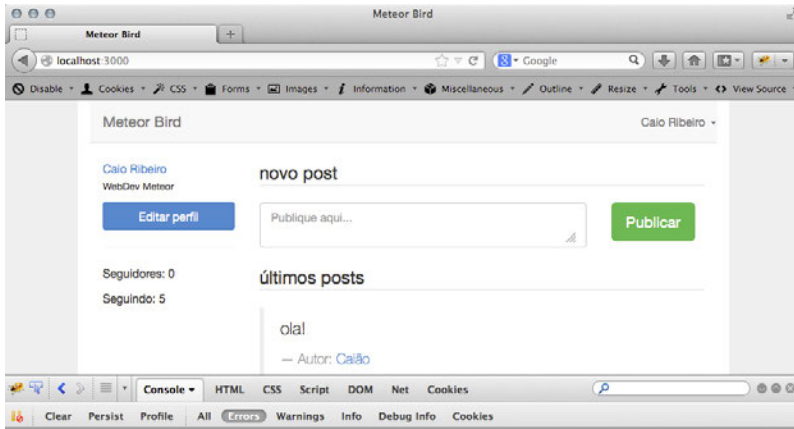 Meteor Bird
Meteor Bird
localhost:3000
Google
Disable Cookies CSS Forms Images Information Miscellaneous Outline Resize Tools View Source
Meteor Bird
Caio Ribeiro
Caio Ribeiro
WebDev Meteor
Editar perfil
Seguidores: 0
Seguindo: 5
novo post
Publique aqui...
Publicar
últimos posts
ola!
— Autor: Caião
Console HTML CSS Script DOM Net Cookies
Clear Persist Profile All Errors Warnings Info Debug Info Cookies